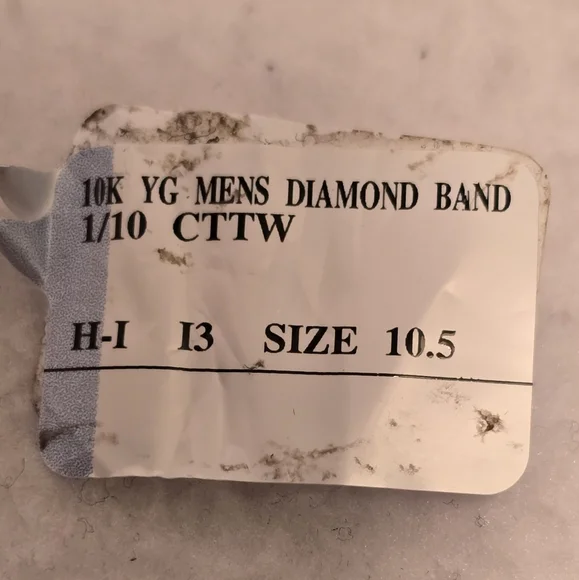 10K YG MENS DIAMOND BAND
1/10 CTTW
H-I I3 SIZE 10.5